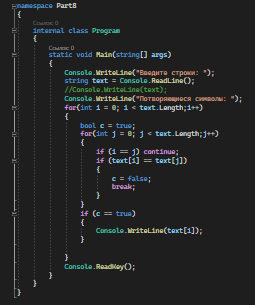 namespace Part8
{
Ссылок: 0
internal class Program
{
Ссылок: 0
static void Main(string[] args)
{
Console.WriteLine("Введите строки: ");
string text = Console.ReadLine();
//Console.WriteLine(text);
Console.WriteLine("Потворяющиеся символы: ");
for(int i = 0; i < text.Length;i++)
{
bool c = true;
for(int j = 0; j < text.Length;j++)
{
if (i == j) continue;
if (text[i] == text[j])
{
c = false;
break;
}
}
if (c == true)
{
Console.WriteLine(text[i]);
}
}
Console.ReadKey();
}
}
}